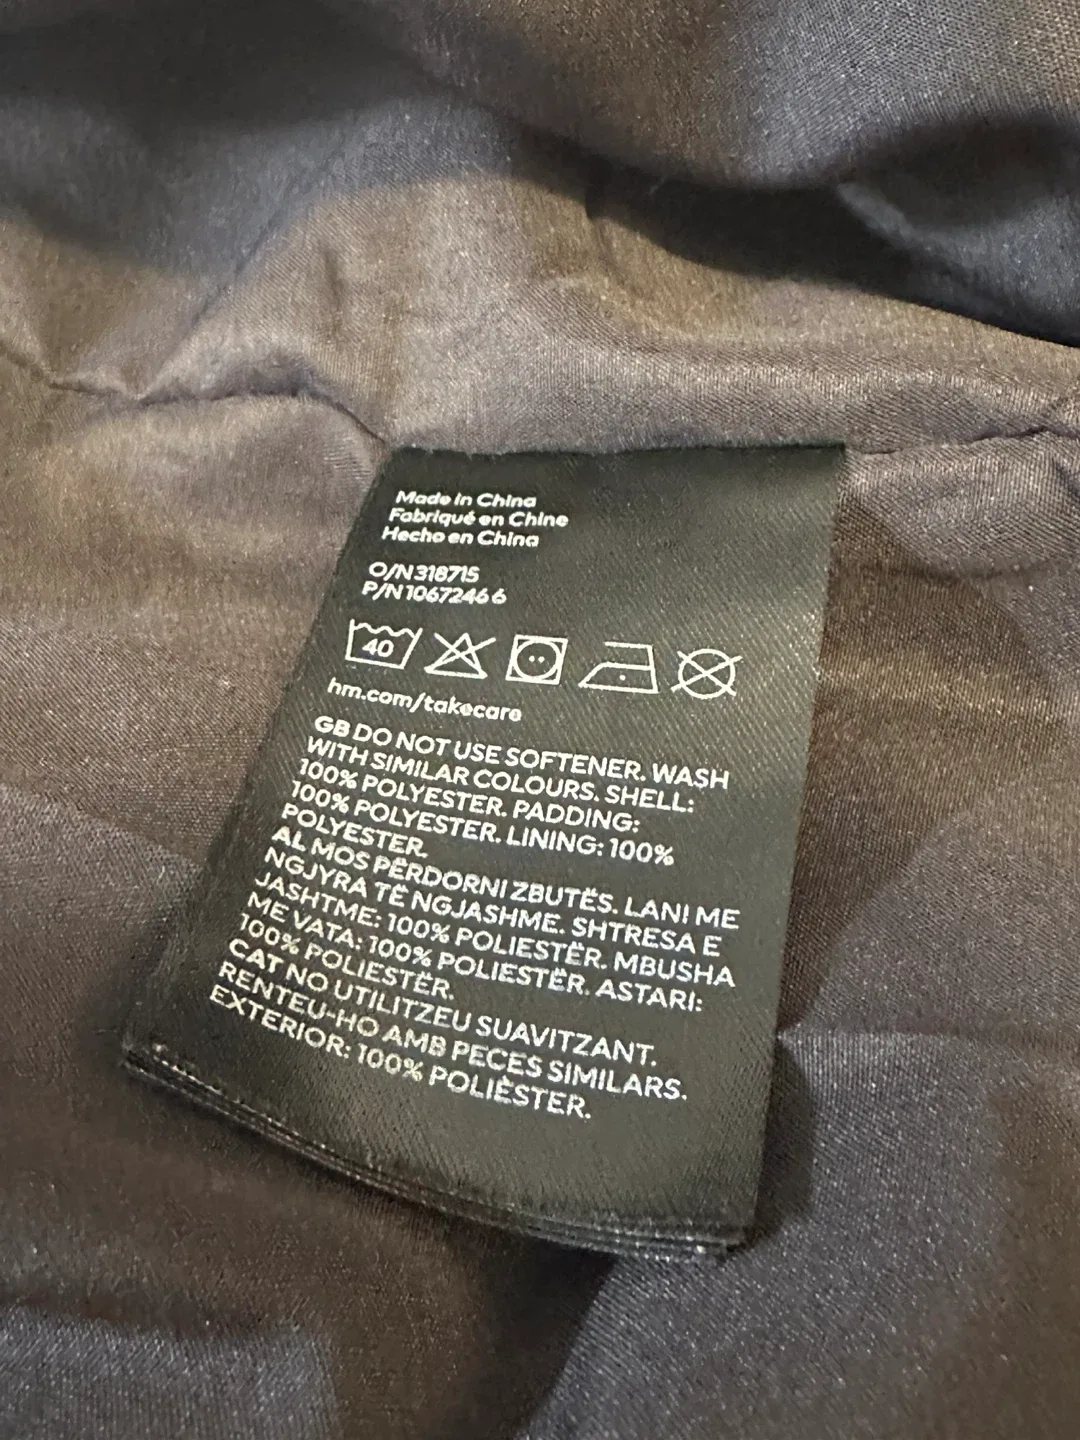 Made in China
Fabriqué en Chine
Hecho en China
O/N 318715
P/N 10672466
40
hm.com/takecare
GB DO NOT USE SOFTENER. WASH
WITH SIMILAR COLOURS. SHELL:
100% POLYESTER. PADDING:
100% POLYESTER. LINING: 100%
POLYESTER.
AL MOS PËRDORNI ZBUTËS. LANI ME
NGJYRA TË NGJASHME. SHTRESA E
JASHTME: 100% POLIESTËR. MBUSHA
ME VATA: 100% POLIESTËR. ASTARI:
100% POLIESTËR.
CAT NO UTILITZEU SUAVITZANT.
RENTEU-HO AMB PECES SIMILARS.
EXTERIOR: 100% POLIÈSTER.